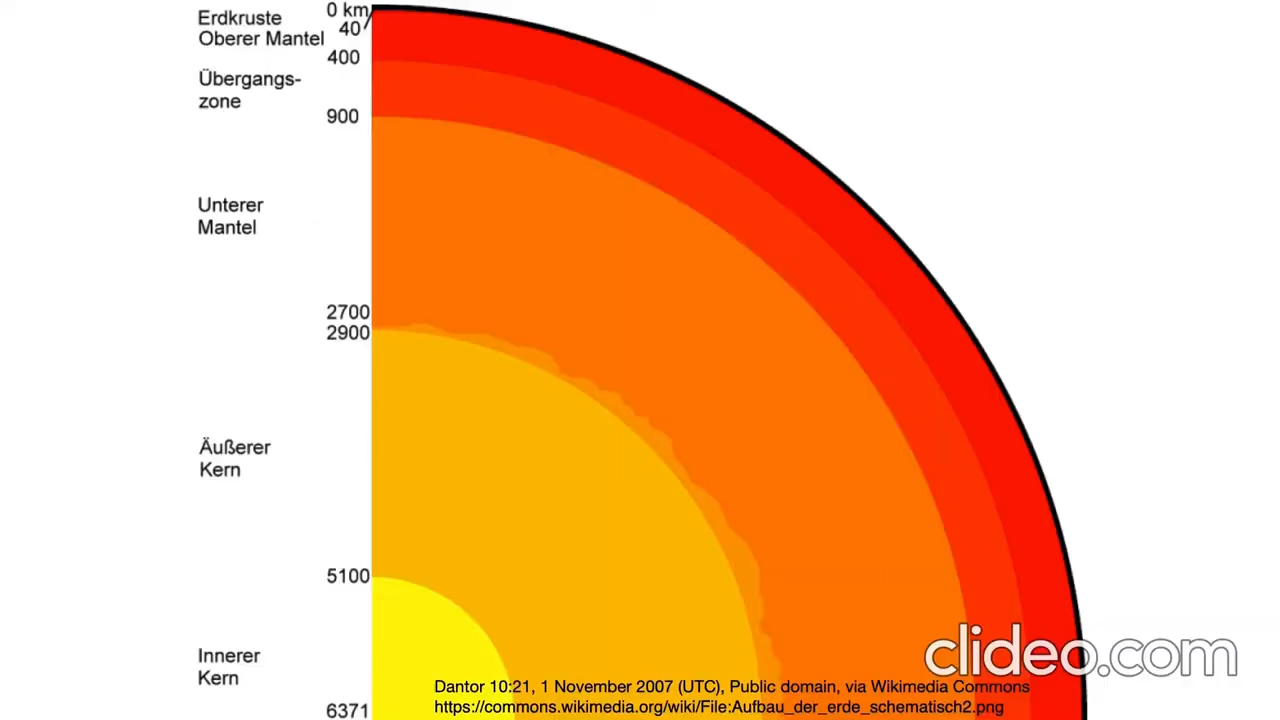 0 km
Erdkruste
40
Oberer Mantel
400
Übergangs-
zone
900
Unterer
Mantel
2700
2900
Äußerer
Kern
5100
Innerer
Kern
6371
clideo.com
Dantor 10:21, 1 November 2007 (UTC), Public domain, via Wikimedia Commons
https://commons.wikimedia.org/wiki/File:Aufbau_der_erde_schematisch2.png